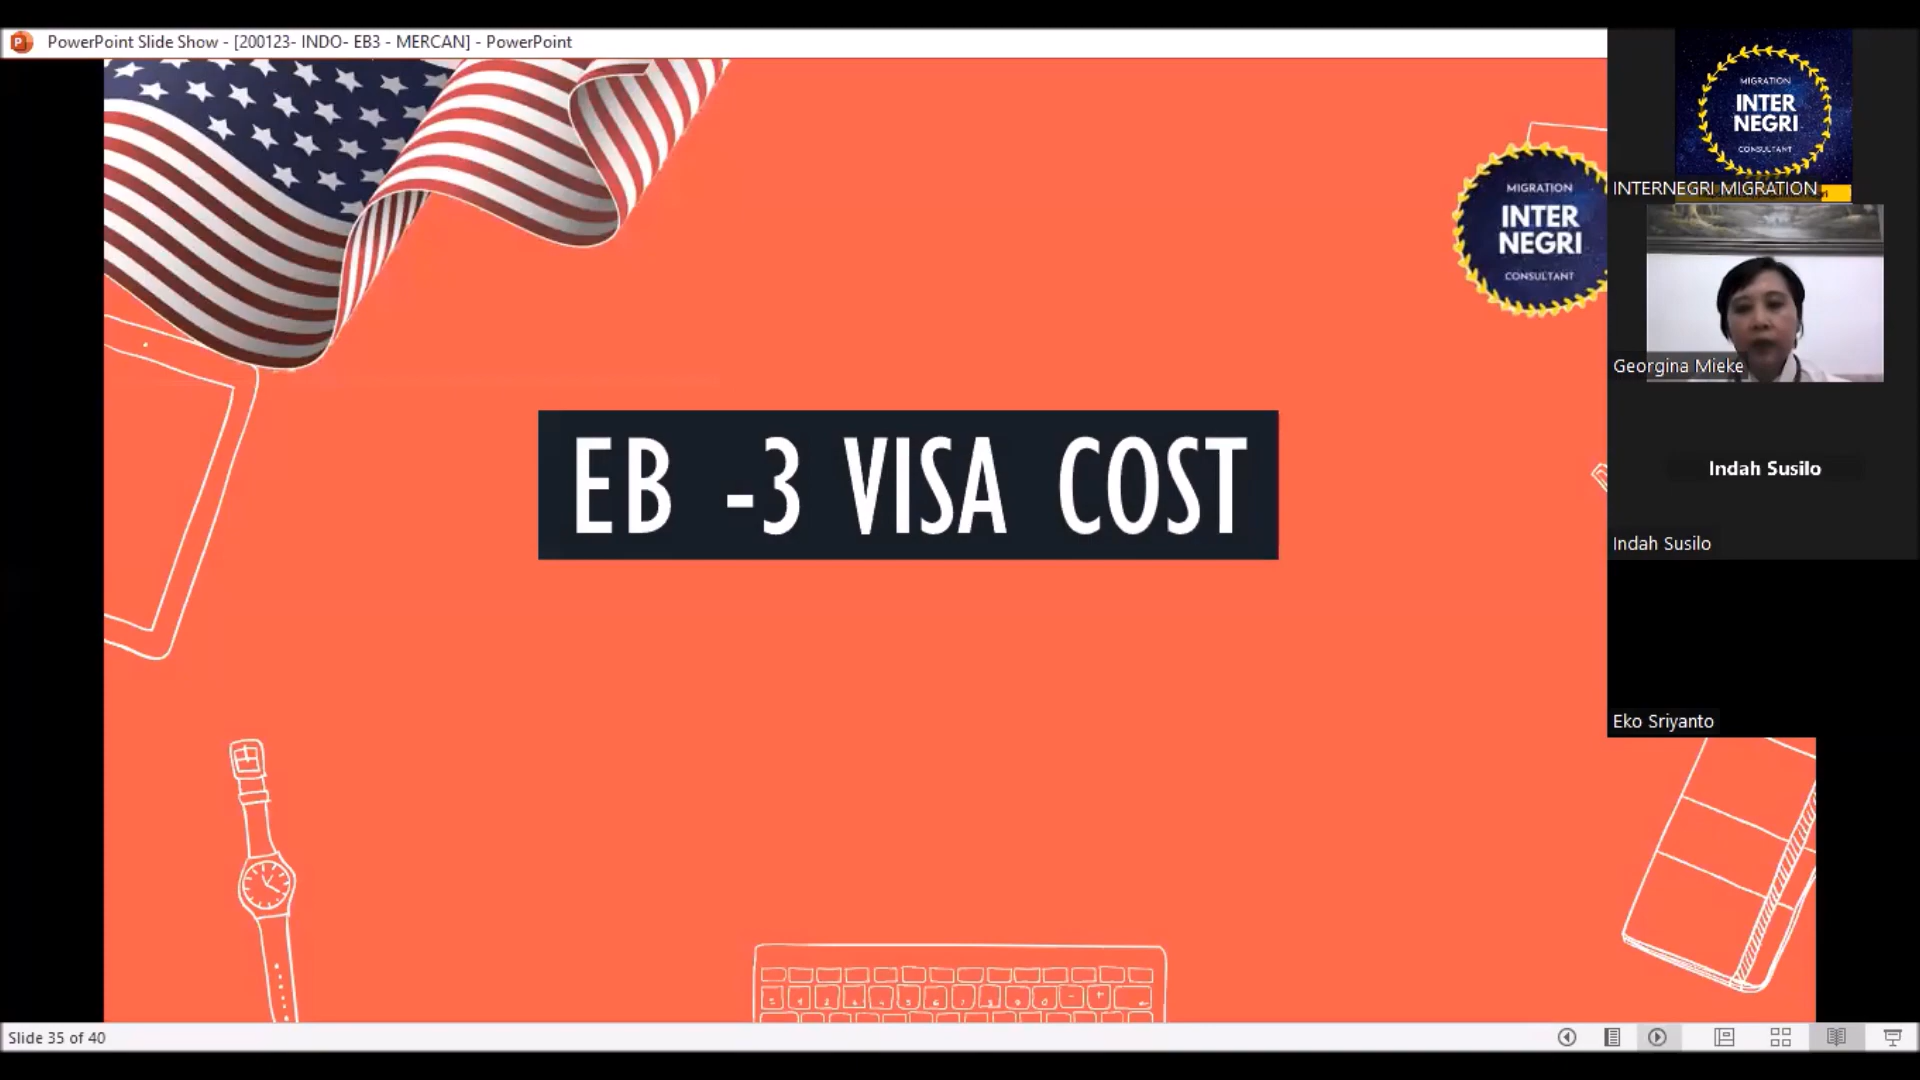 PowerPoint Slide Show - [200123- INDO- EB3 - MERCAN] - PowerPoint
MIGRATION
INTER
NEGRI
CONSULTANT
INTERNEGRI MIGRATION
MIGRATION
INTER
NEGRI
CONSULTANT
Georgina Mieke
EB -3 VISA COST
Indah Susilo
Indah Susilo
Eko Sriyanto
Slide 35 of 40